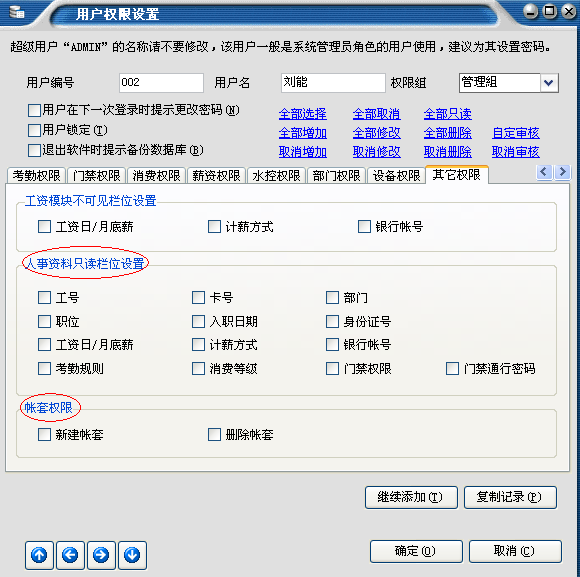 用户权限设置
超级用户“ADMIN”的名称请不要修改，该用户一般是系统管理员角色的用户使用，建议为其设置密码。
用户编号 002 用户名 刘能 权限组 管理组
用户在下一次登录时提示更改密码(N) 全部选择 全部取消 全部只读
用户锁定(T) 全部增加 全部修改 全部删除 自定审核
退出软件时提示备份数据库(B) 取消增加 取消修改 取消删除 取消审核
考勤权限 门禁权限 消费权限 薪资权限 水控权限 部门权限 设备权限 其它权限
工资模块不可见栏位设置
工资日/月底薪 计薪方式 银行帐号
人事资料只读栏位设置
工号 卡号 部门
职位 入职日期 身份证号
工资日/月底薪 计薪方式 银行帐号
考勤规则 消费等级 门禁权限 门禁通行密码
帐套权限
新建帐套 删除帐套
继续添加(T) 复制记录(P)
确定(O) 取消(C)